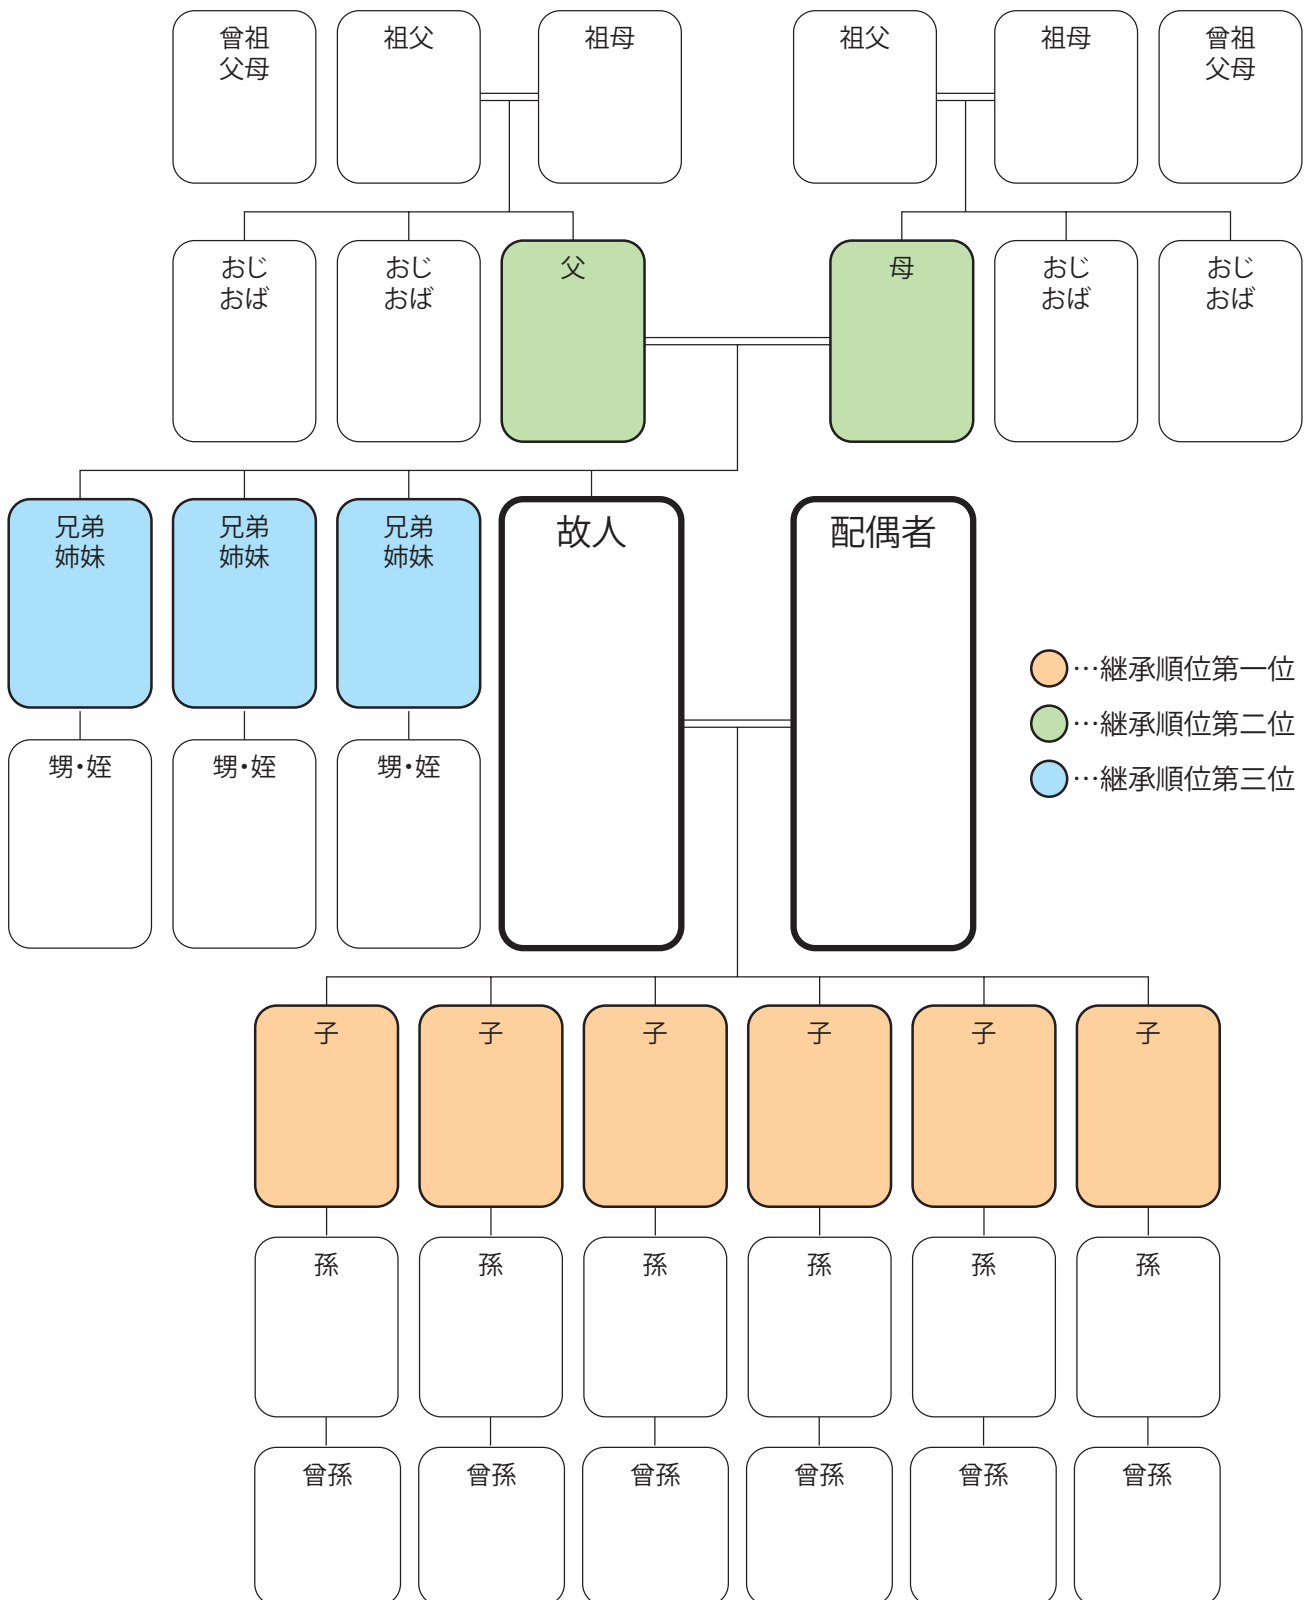 曾祖
父母
祖父
祖母
祖父
祖母
曾祖
父母
おじ
おば
おじ
おば
父
母
おじ
おば
おじ
おば
兄弟
姉妹
兄弟
姉妹
兄弟
姉妹
故人
配偶者
…継承順位第一位
…継承順位第二位
…継承順位第三位
甥・姪
甥・姪
甥・姪
子
子
子
子
子
子
孫
孫
孫
孫
孫
孫
曾孫
曾孫
曾孫
曾孫
曾孫
曾孫